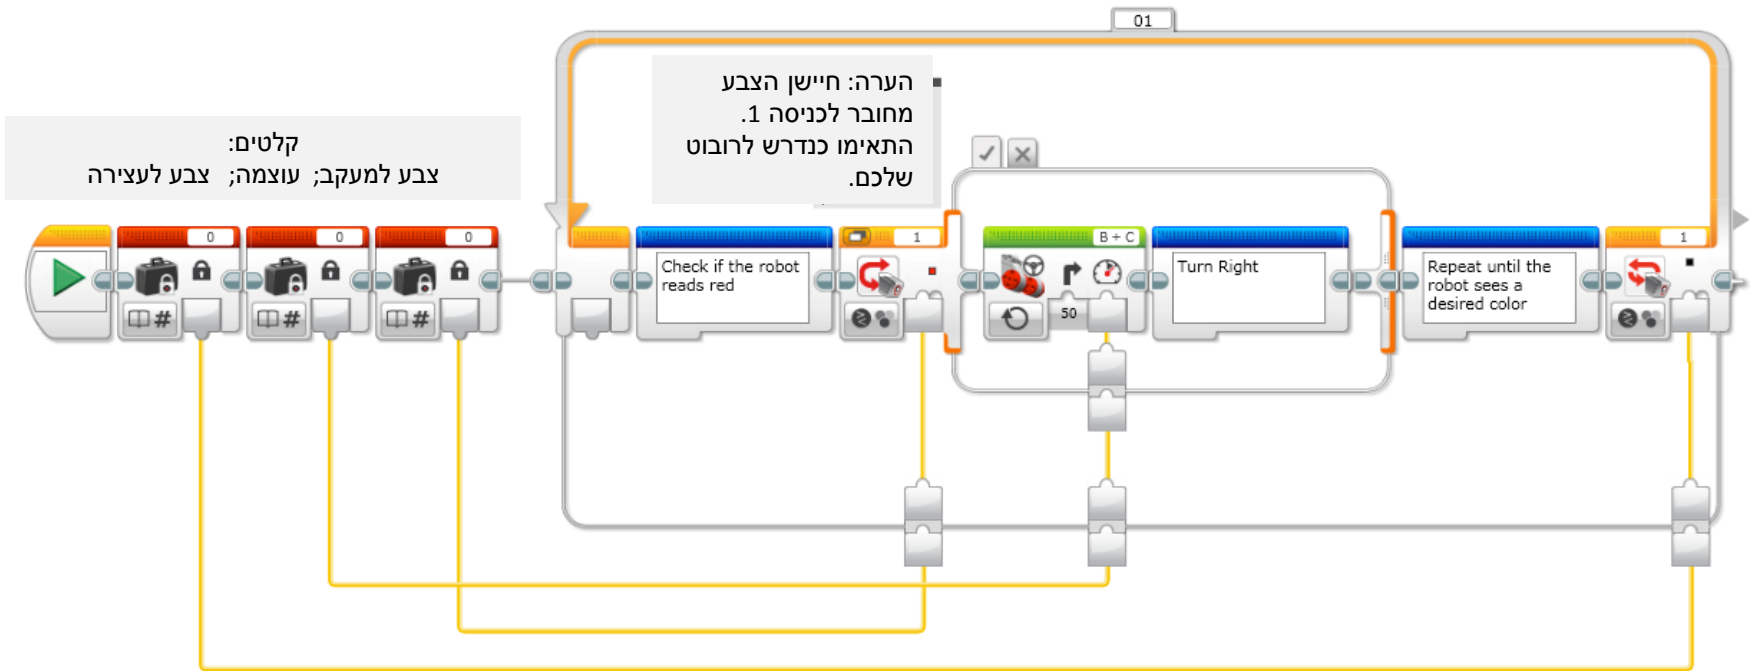 01
הערה: חיישן הצבע
מחובר לכניסה 1.
התאימו כנדרש לרובוט
שלכם.
קלטים:
צבע למעקב; עוצמה; צבע לעצירה
0
0
0
Check if the robot
reads red
1
B + C
50
Turn Right
Repeat until the
robot sees a
desired color
1
#
#
#